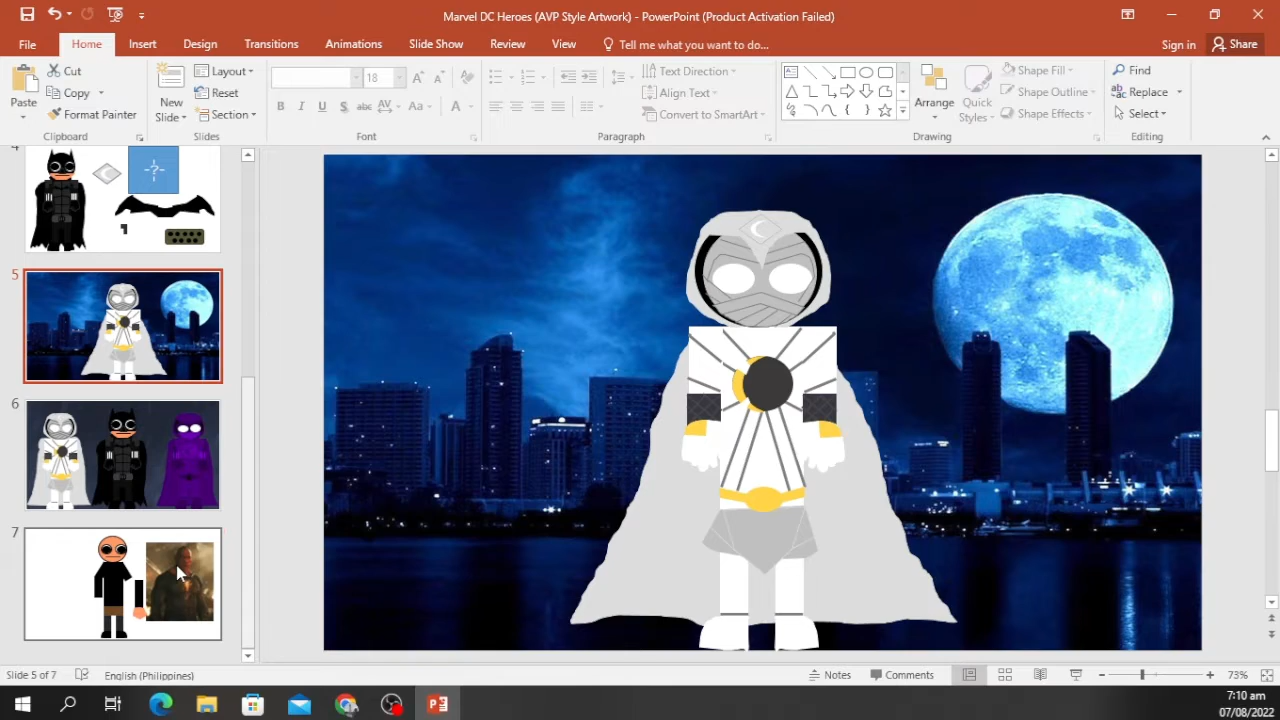 Marvel DC Heroes (AVP Style Artwork) - PowerPoint (Product Activation Failed)
File Home Insert Design Transitions Animations Slide Show Review View Tell me what you want to do... Sign in Share
Paste Cut Copy Format Painter
Clipboard
New Slide Layout Reset Section
Slides
18
B I U S abc AV Aa A
Font
Text Direction Align Text Convert to SmartArt
Paragraph
Arrange Quick Styles Shape Fill Shape Outline Shape Effects
Drawing
Find Replace Select
Editing
4
?
5
6
7
Slide 5 of 7 English (Philippines) Notes Comments 73%
7:10 am
07/08/2022